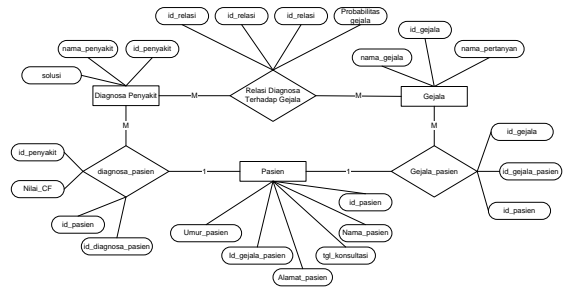 id_relasi
id_relasi
id_relasi
Probabilitas
gejala
nama_penyakit
id_penyakit
solusi
id_gejala
nama_gejala
nama_pertanyan
Diagnosa Penyakit
M
Relasi Diagnosa
Terhadap Gejala
M
Gejala
M
M
id_penyakit
Nilai_CF
id_pasien
id_diagnosa_pasien
diagnosa_pasien
1
Pasien
1
Gejala_pasien
id_gejala
id_gejala_pasien
id_pasien
id_pasien
Umur_pasien
Nama_pasien
Id_gejala_pasien
tgl_konsultasi
Alamat_pasien